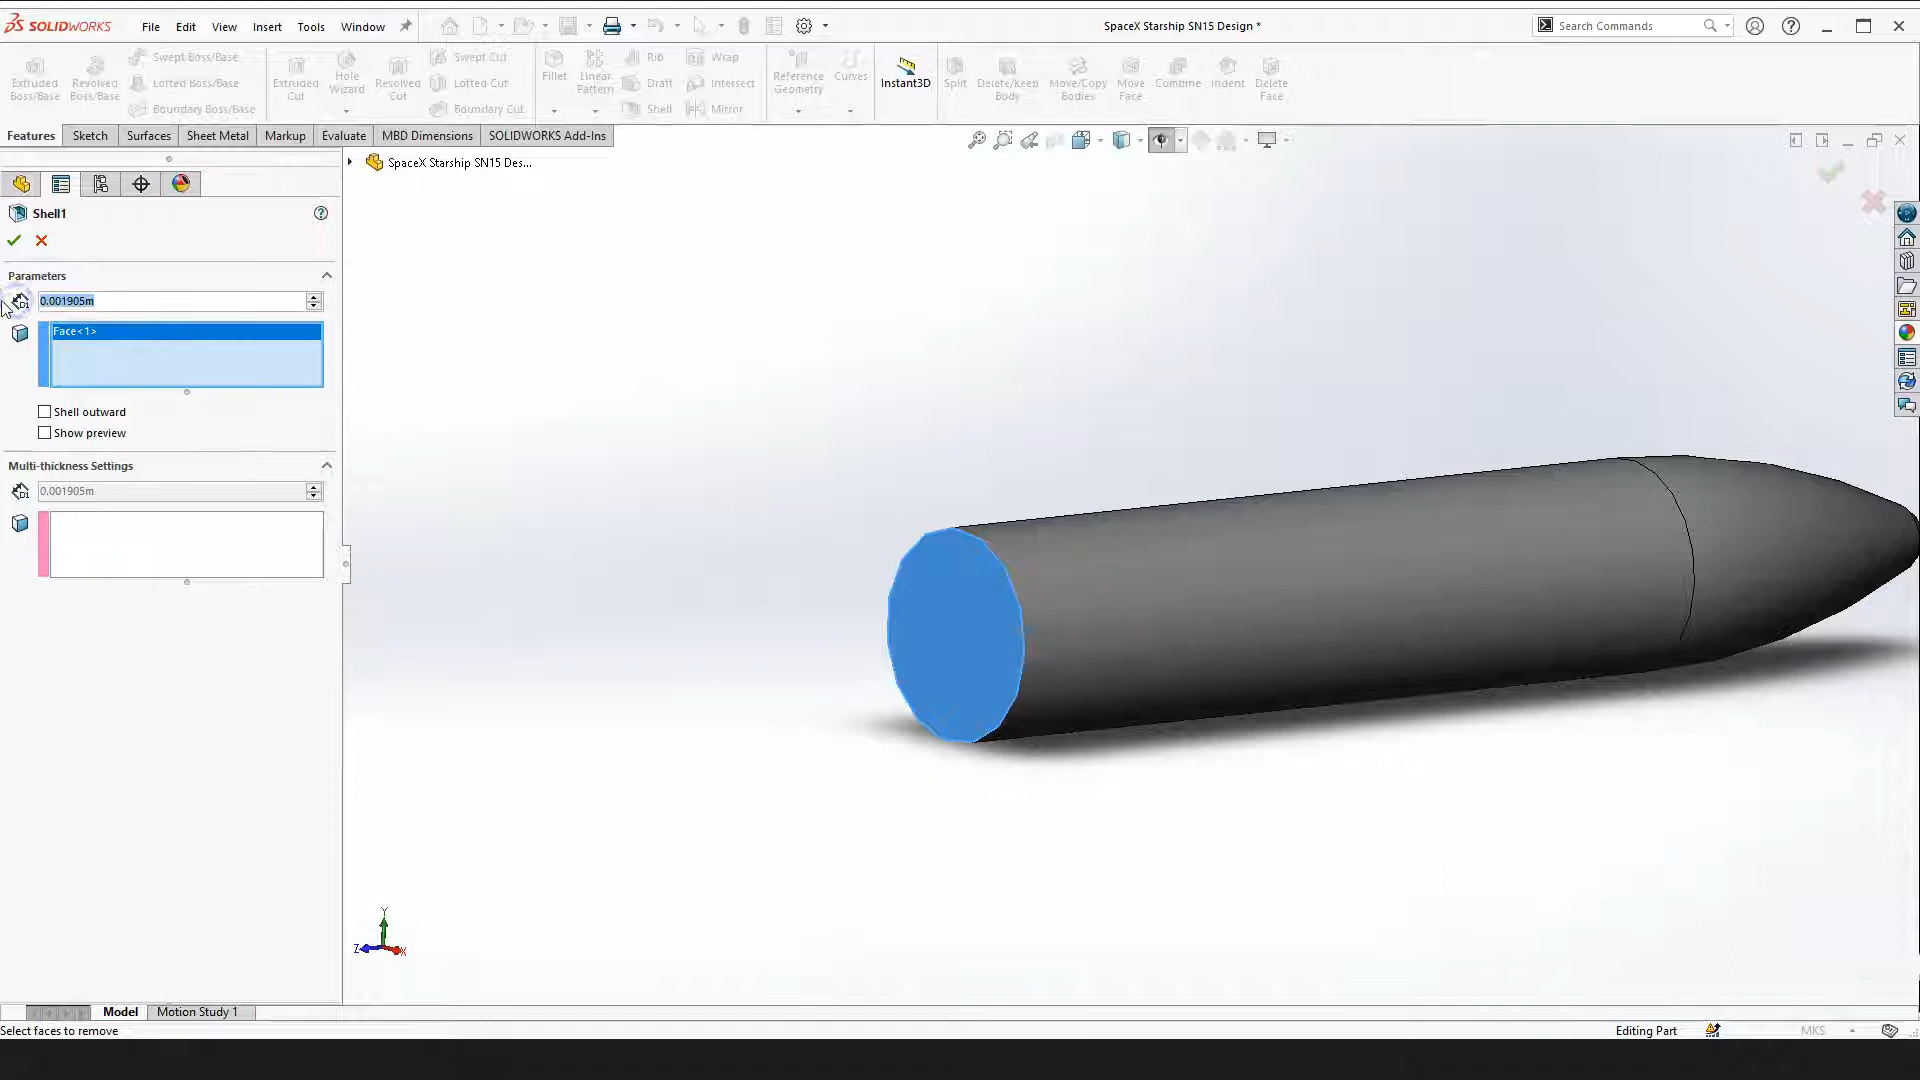 SOLIDWORKS File Edit View Insert Tools Window SpaceX Starship SN15 Design * Search Commands
Extruded Boss/Base
Revolved Boss/Base
Swept Boss/Base
Lofted Boss/Base
Boundary Boss/Base
Extruded Cut
Hole Wizard
Revolved Cut
Swept Cut
Lofted Cut
Boundary Cut
Fillet
Linear Pattern
Rib
Draft
Shell
Wrap
Intersect
Mirror
Reference Geometry
Curves
Instant3D
Split
Delete/Keep Body
Move/Copy Bodies
Move Face
Combine
Indent
Delete Face
Features Sketch Surfaces Sheet Metal Markup Evaluate MBD Dimensions SOLIDWORKS Add-Ins
SpaceX Starship SN15 Des...
Shell1
Parameters
D1 0.001905m
Face<1>
Shell outward
Show preview
Multi-thickness Settings
D1 0.001905m
Y
Z X
Model Motion Study 1
Select faces to remove Editing Part MKS